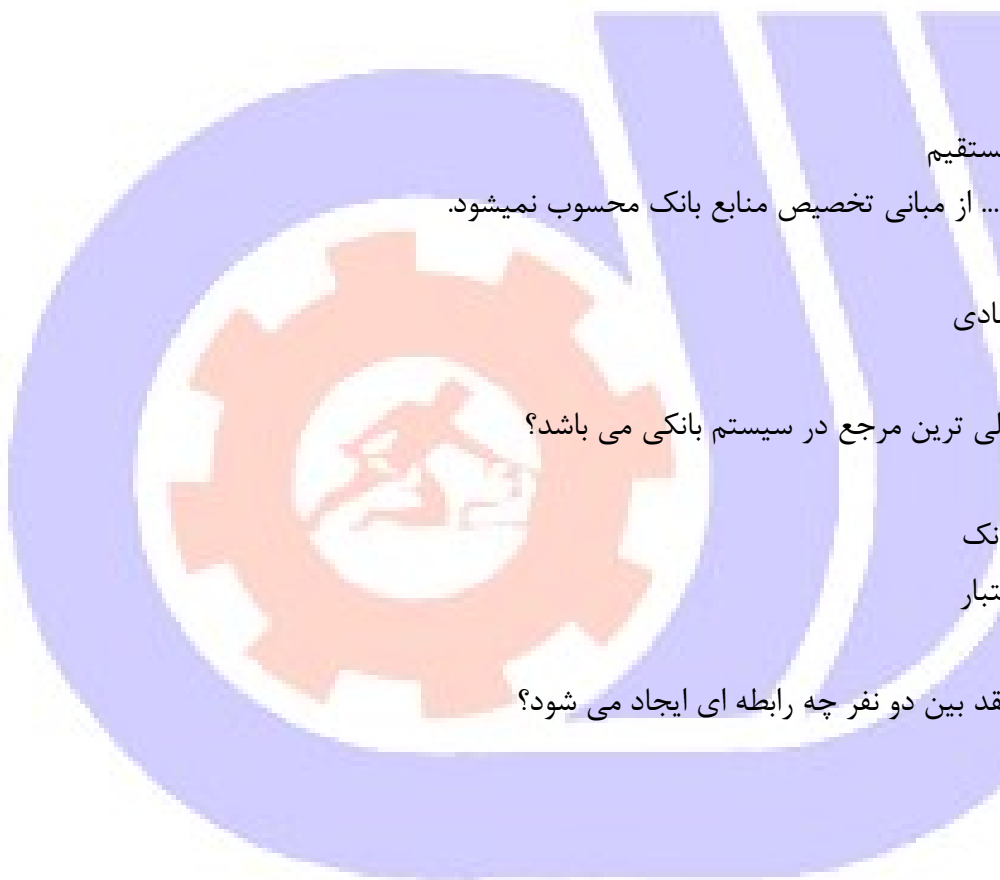 ستقیم
... از مبانی تخصیص منابع بانک محسوب نمیشود.
ادی
لی ترین مرجع در سیستم بانکی می باشد؟
انک
تبار
قد بین دو نفر چه رابطه ای ایجاد می شود؟